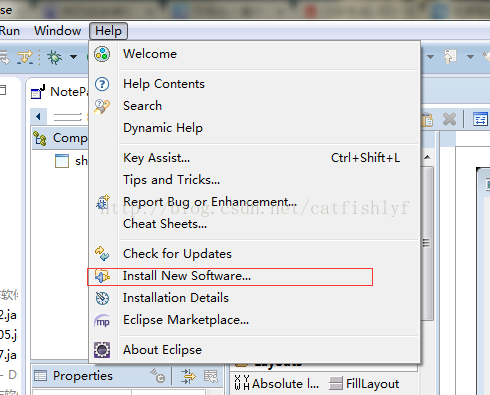 se
Run Window Help
Welcome
NotePa
Help Contents
Search
Dynamic Help
Comp
sh
Key Assist... Ctrl+Shift+L
Tips and Tricks...
Report Bug or Enhancement...
http://blog.csdn.net/catfishlyf
Cheat Sheets...
Check for Updates
Install New Software...
软件
Installation Details
2.ja
Eclipse Marketplace...
05.ja
About Eclipse
7.ja
Layouts
Properties
Absolute l...
FillLayout